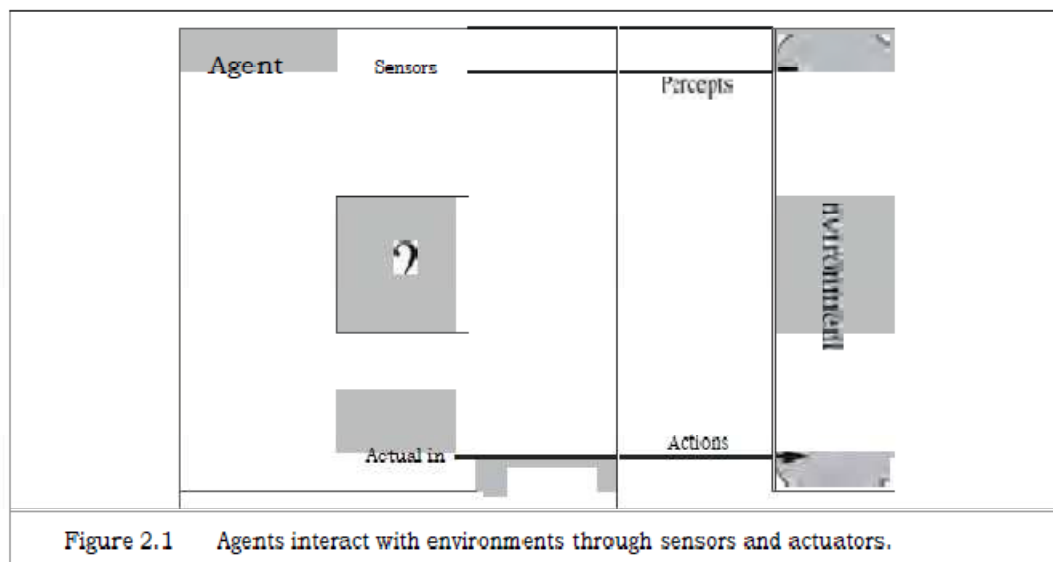 Agent
Sensors
Percepts
?
nvironment
Actions
Actual in
Figure 2.1 Agents interact with environments through sensors and actuators.